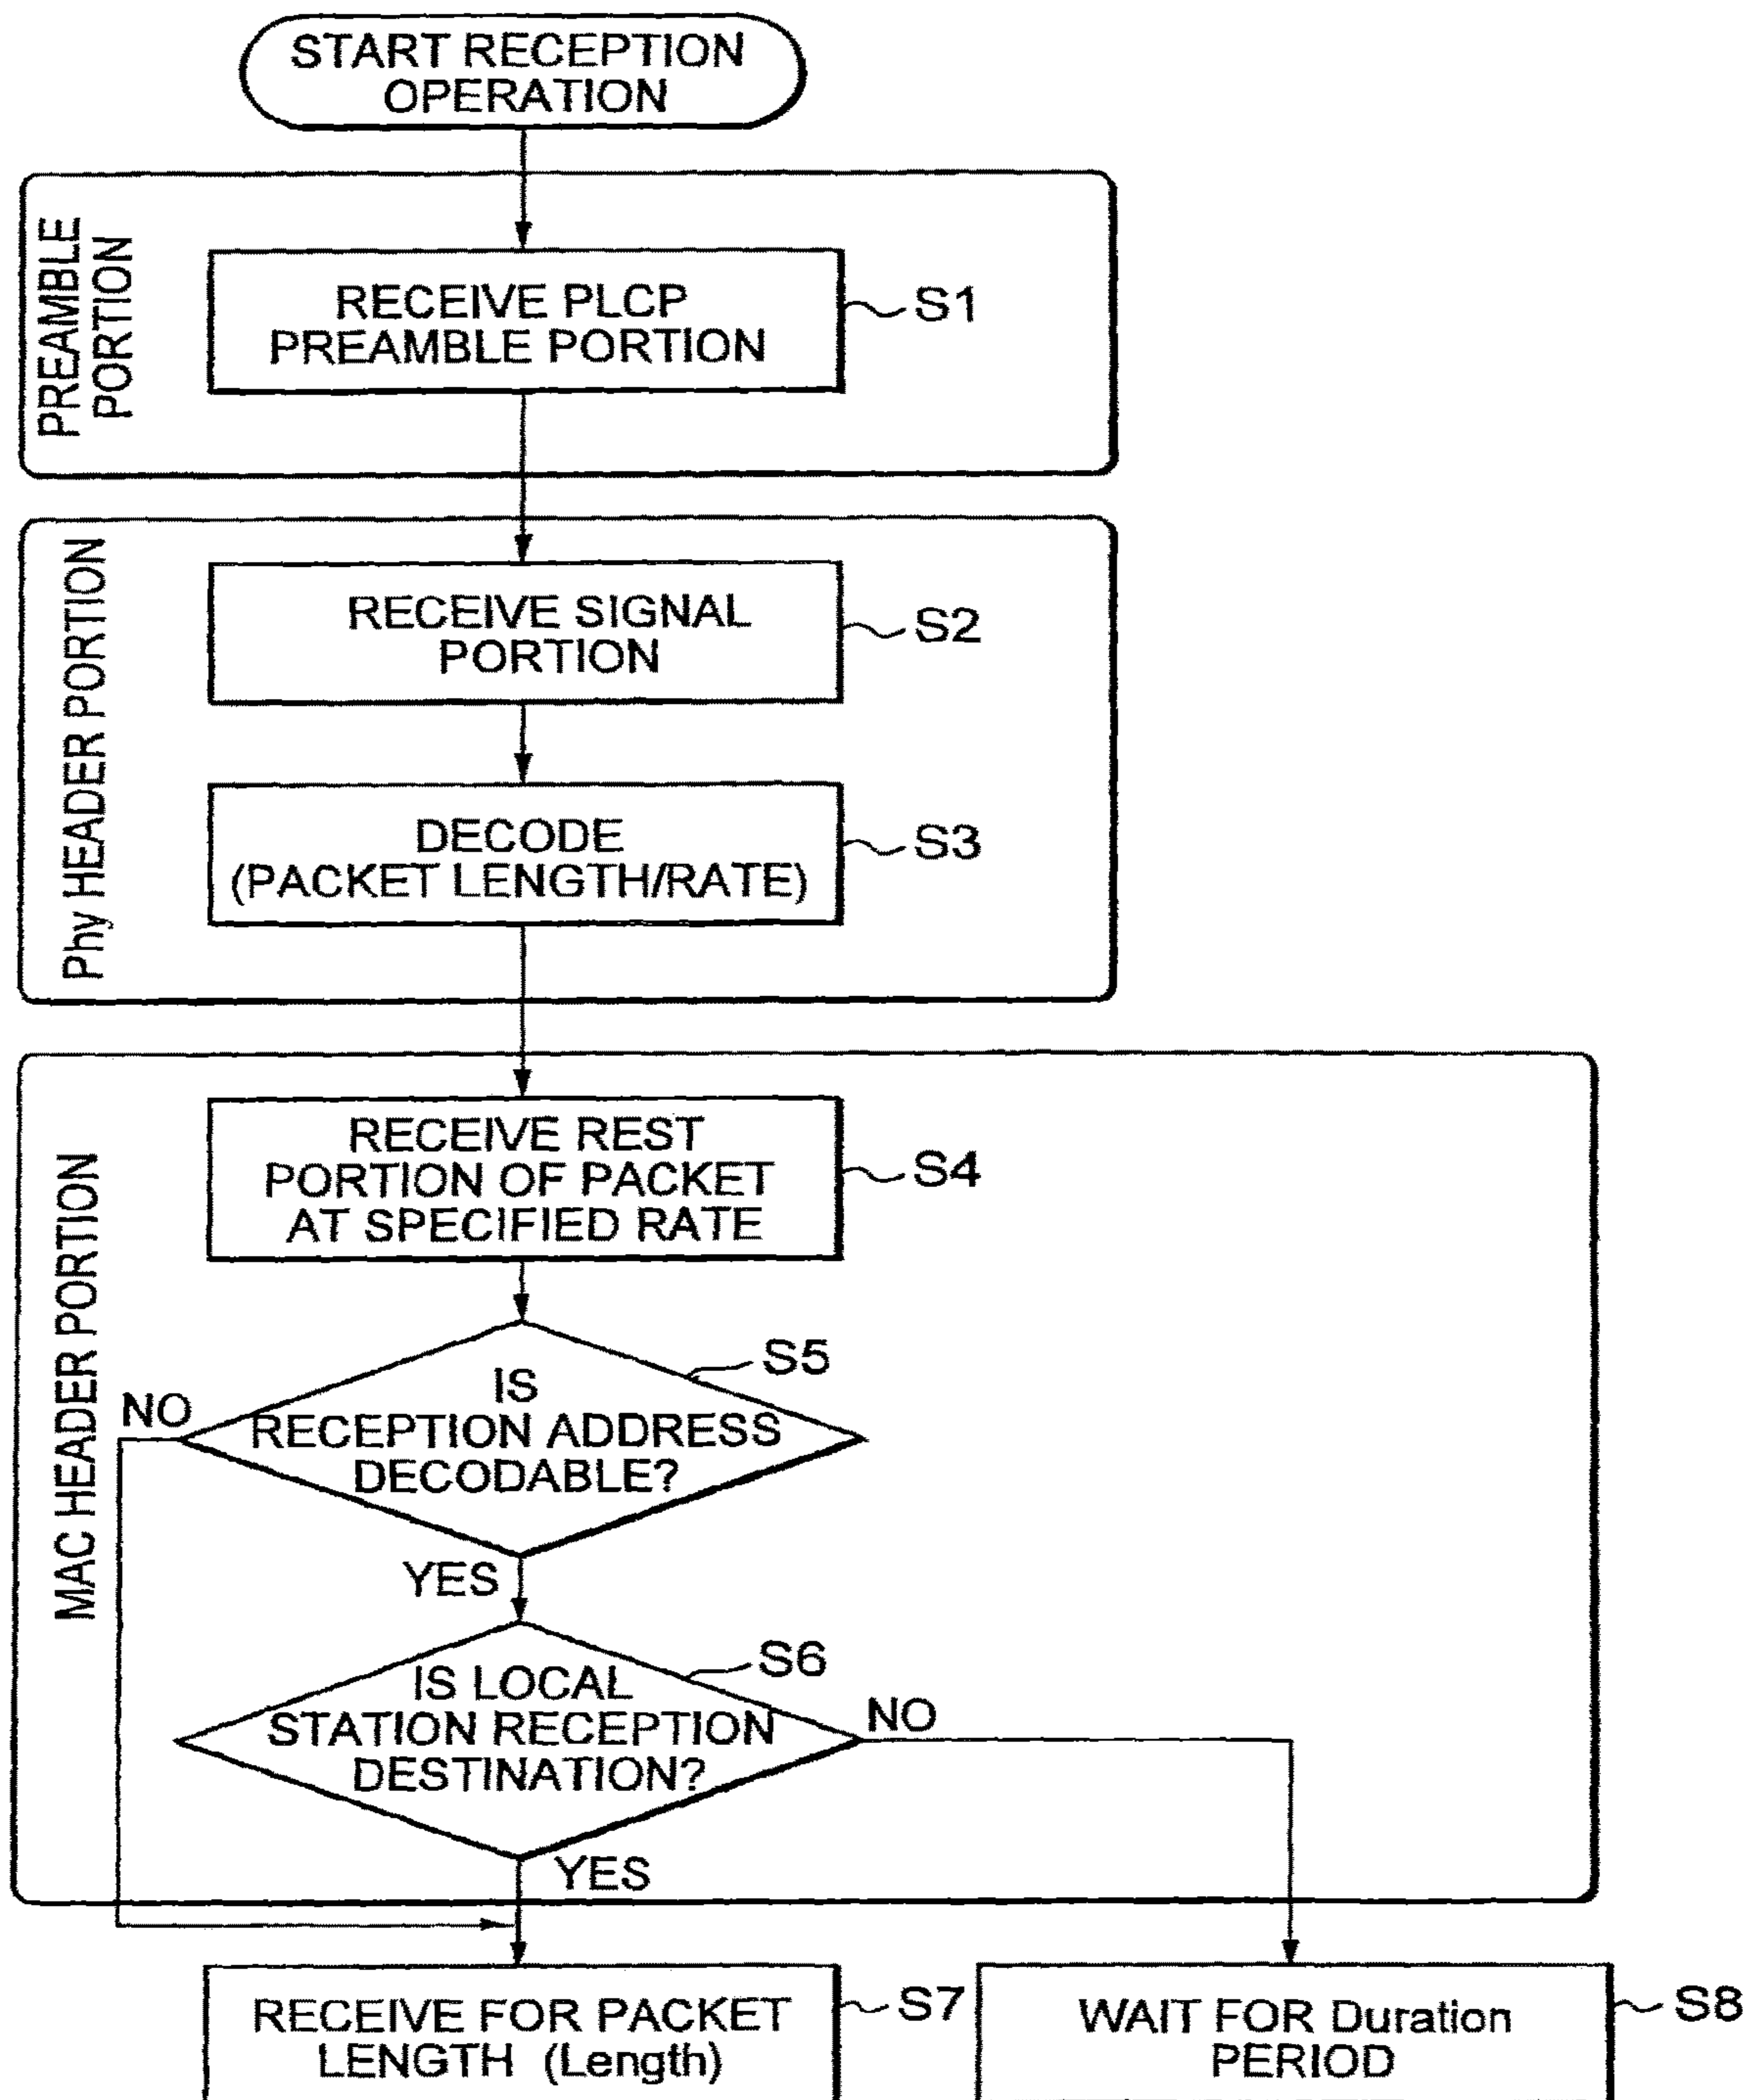 START RECEPTION
OPERATION
PREAMBLE
PORTION
RECEIVE PLCP
PREAMBLE PORTION
S1
Phy HEADER PORTION
RECEIVE SIGNAL
PORTION
S2
DECODE
(PACKET LENGTH/RATE)
S3
MAC HEADER PORTION
RECEIVE REST
PORTION OF PACKET
AT SPECIFIED RATE
S4
S5
IS
RECEPTION ADDRESS
DECODABLE?
NO
YES
S6
IS LOCAL
STATION RECEPTION
DESTINATION?
NO
YES
RECEIVE FOR PACKET
LENGTH (Length)
S7
WAIT FOR Duration
PERIOD
S8